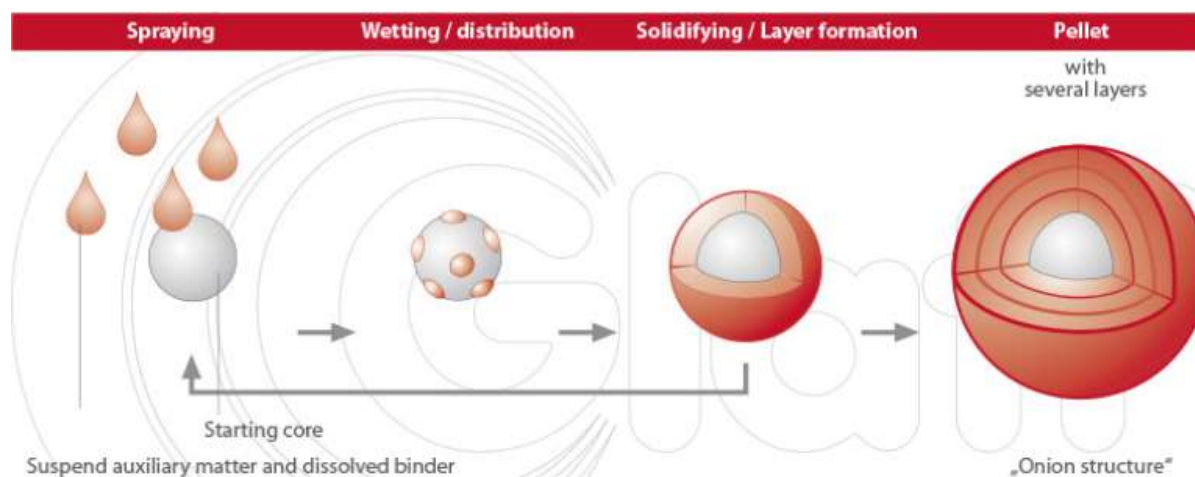 Spraying
Wetting / distribution
Solidifying / Layer formation
Pellet
with
several layers
Starting core
Suspend auxiliary matter and dissolved binder
„Onion structure“